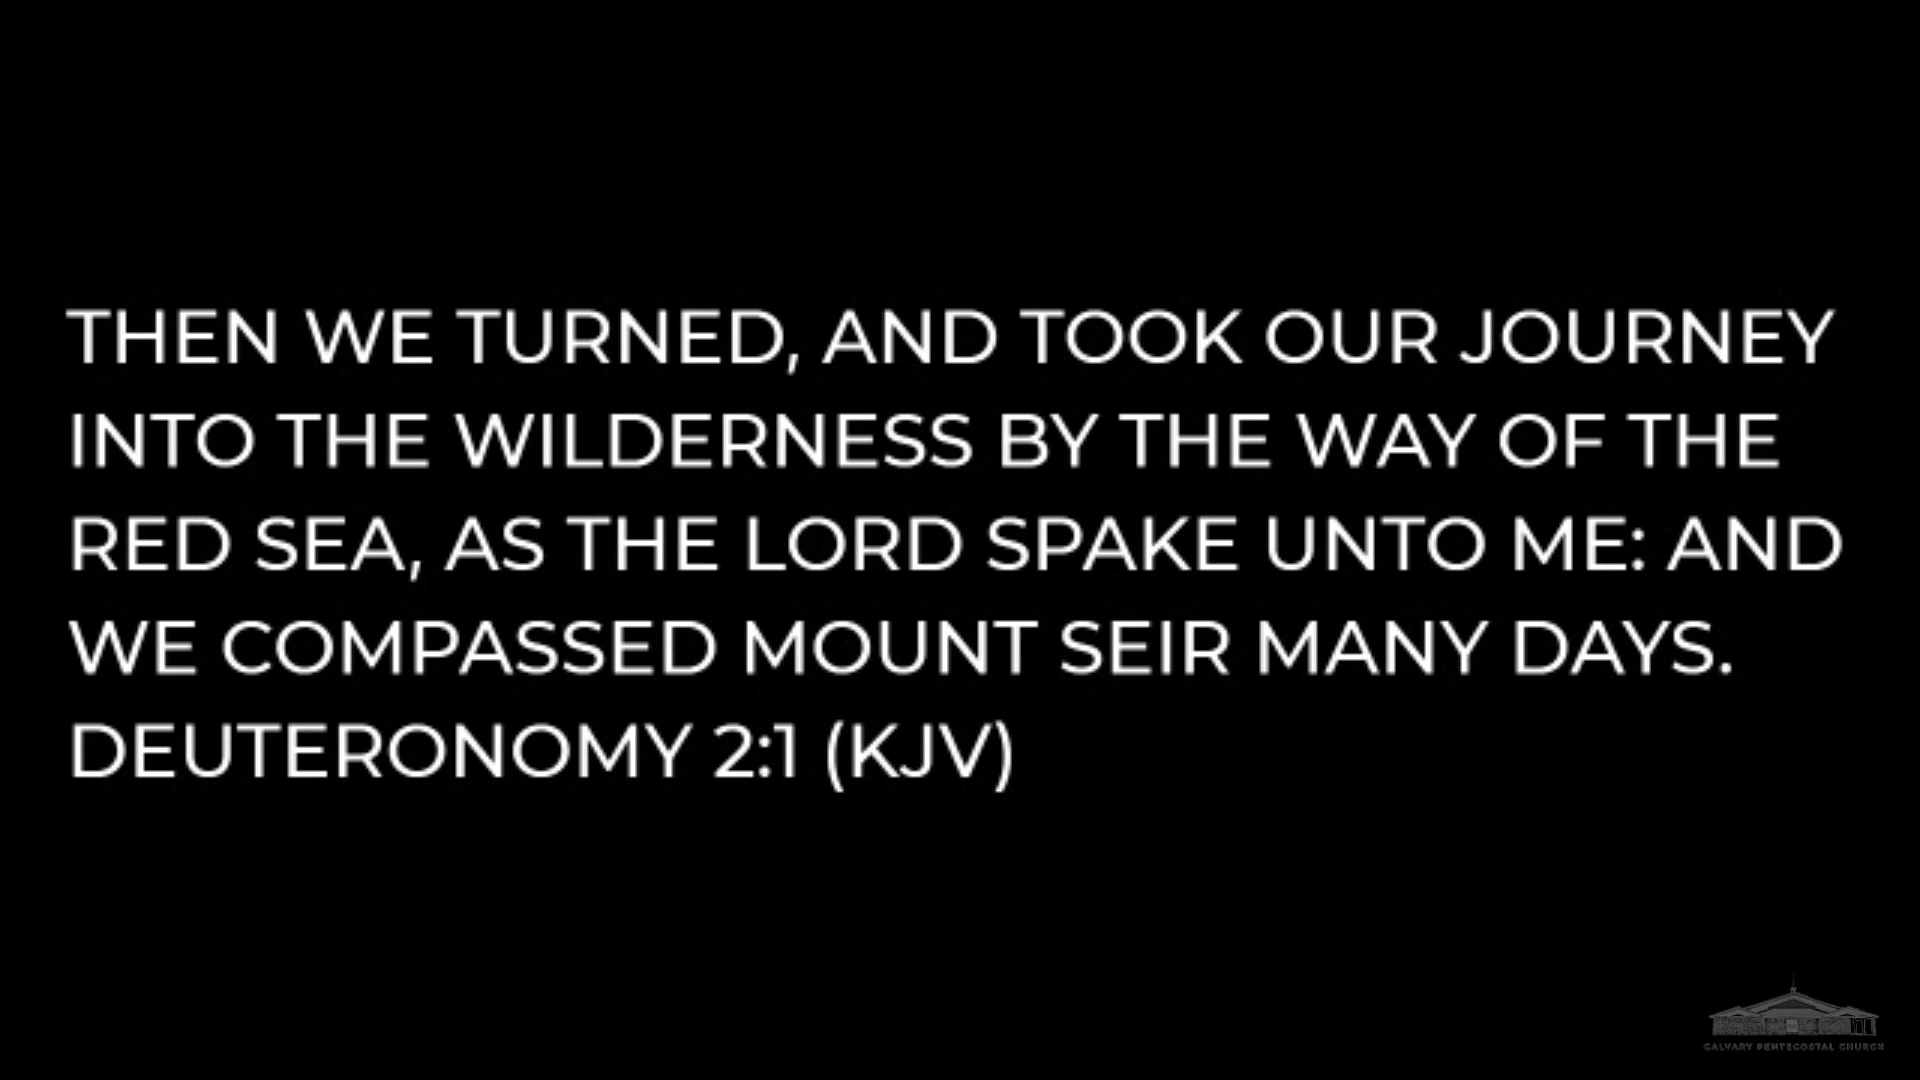 THEN WE TURNED, AND TOOK OUR JOURNEY
INTO THE WILDERNESS BY THE WAY OF THE
RED SEA, AS THE LORD SPAKE UNTO ME: AND
WE COMPASSED MOUNT SEIR MANY DAYS.
DEUTERONOMY 2:1 (KJV)
CALVARY PENTECOSTAL CHURCH